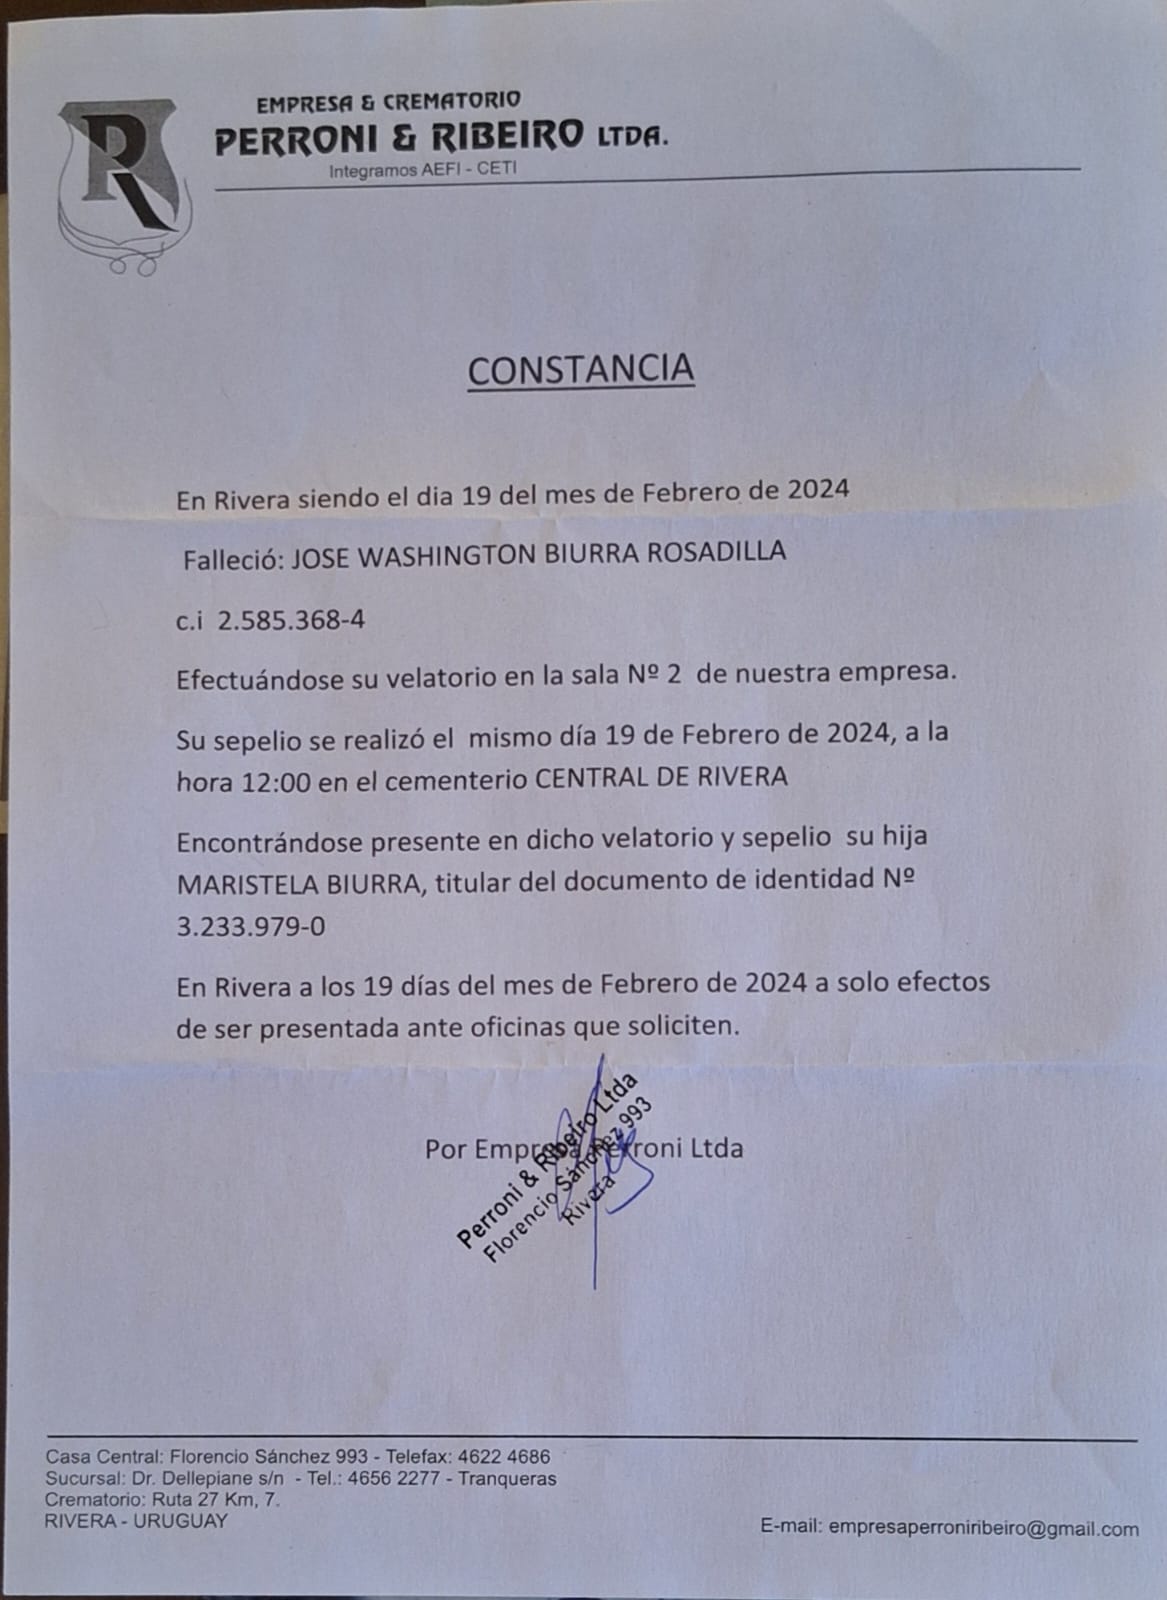 EMPRESA & CREMATORIO
PERRONI & RIBEIRO LTDA.
Integramos AEFI - CETI
R
CONSTANCIA
En Rivera siendo el dia 19 del mes de Febrero de 2024
Falleció: JOSE WASHINGTON BIURRA ROSADILLA
c.i 2.585.368-4
Efectuándose su velatorio en la sala Nº 2 de nuestra empresa.
Su sepelio se realizó el mismo día 19 de Febrero de 2024, a la
hora 12:00 en el cementerio CENTRAL DE RIVERA
Encontrándose presente en dicho velatorio y sepelio su hija
MARISTELA BIURRA, titular del documento de identidad Nº
3.233.979-0
En Rivera a los 19 días del mes de Febrero de 2024 a solo efectos
de ser presentada ante oficinas que soliciten.
Por Empresa Perroni Ltda
Perroni & Ribeiro Ltda
Florencio Sánchez 993
Rivera
Casa Central: Florencio Sánchez 993 - Telefax: 4622 4686
Sucursal: Dr. Dellepiane s/n - Tel.: 4656 2277 - Tranqueras
Crematorio: Ruta 27 Km, 7.
RIVERA - URUGUAY
E-mail: empresaperroniribeiro@gmail.com